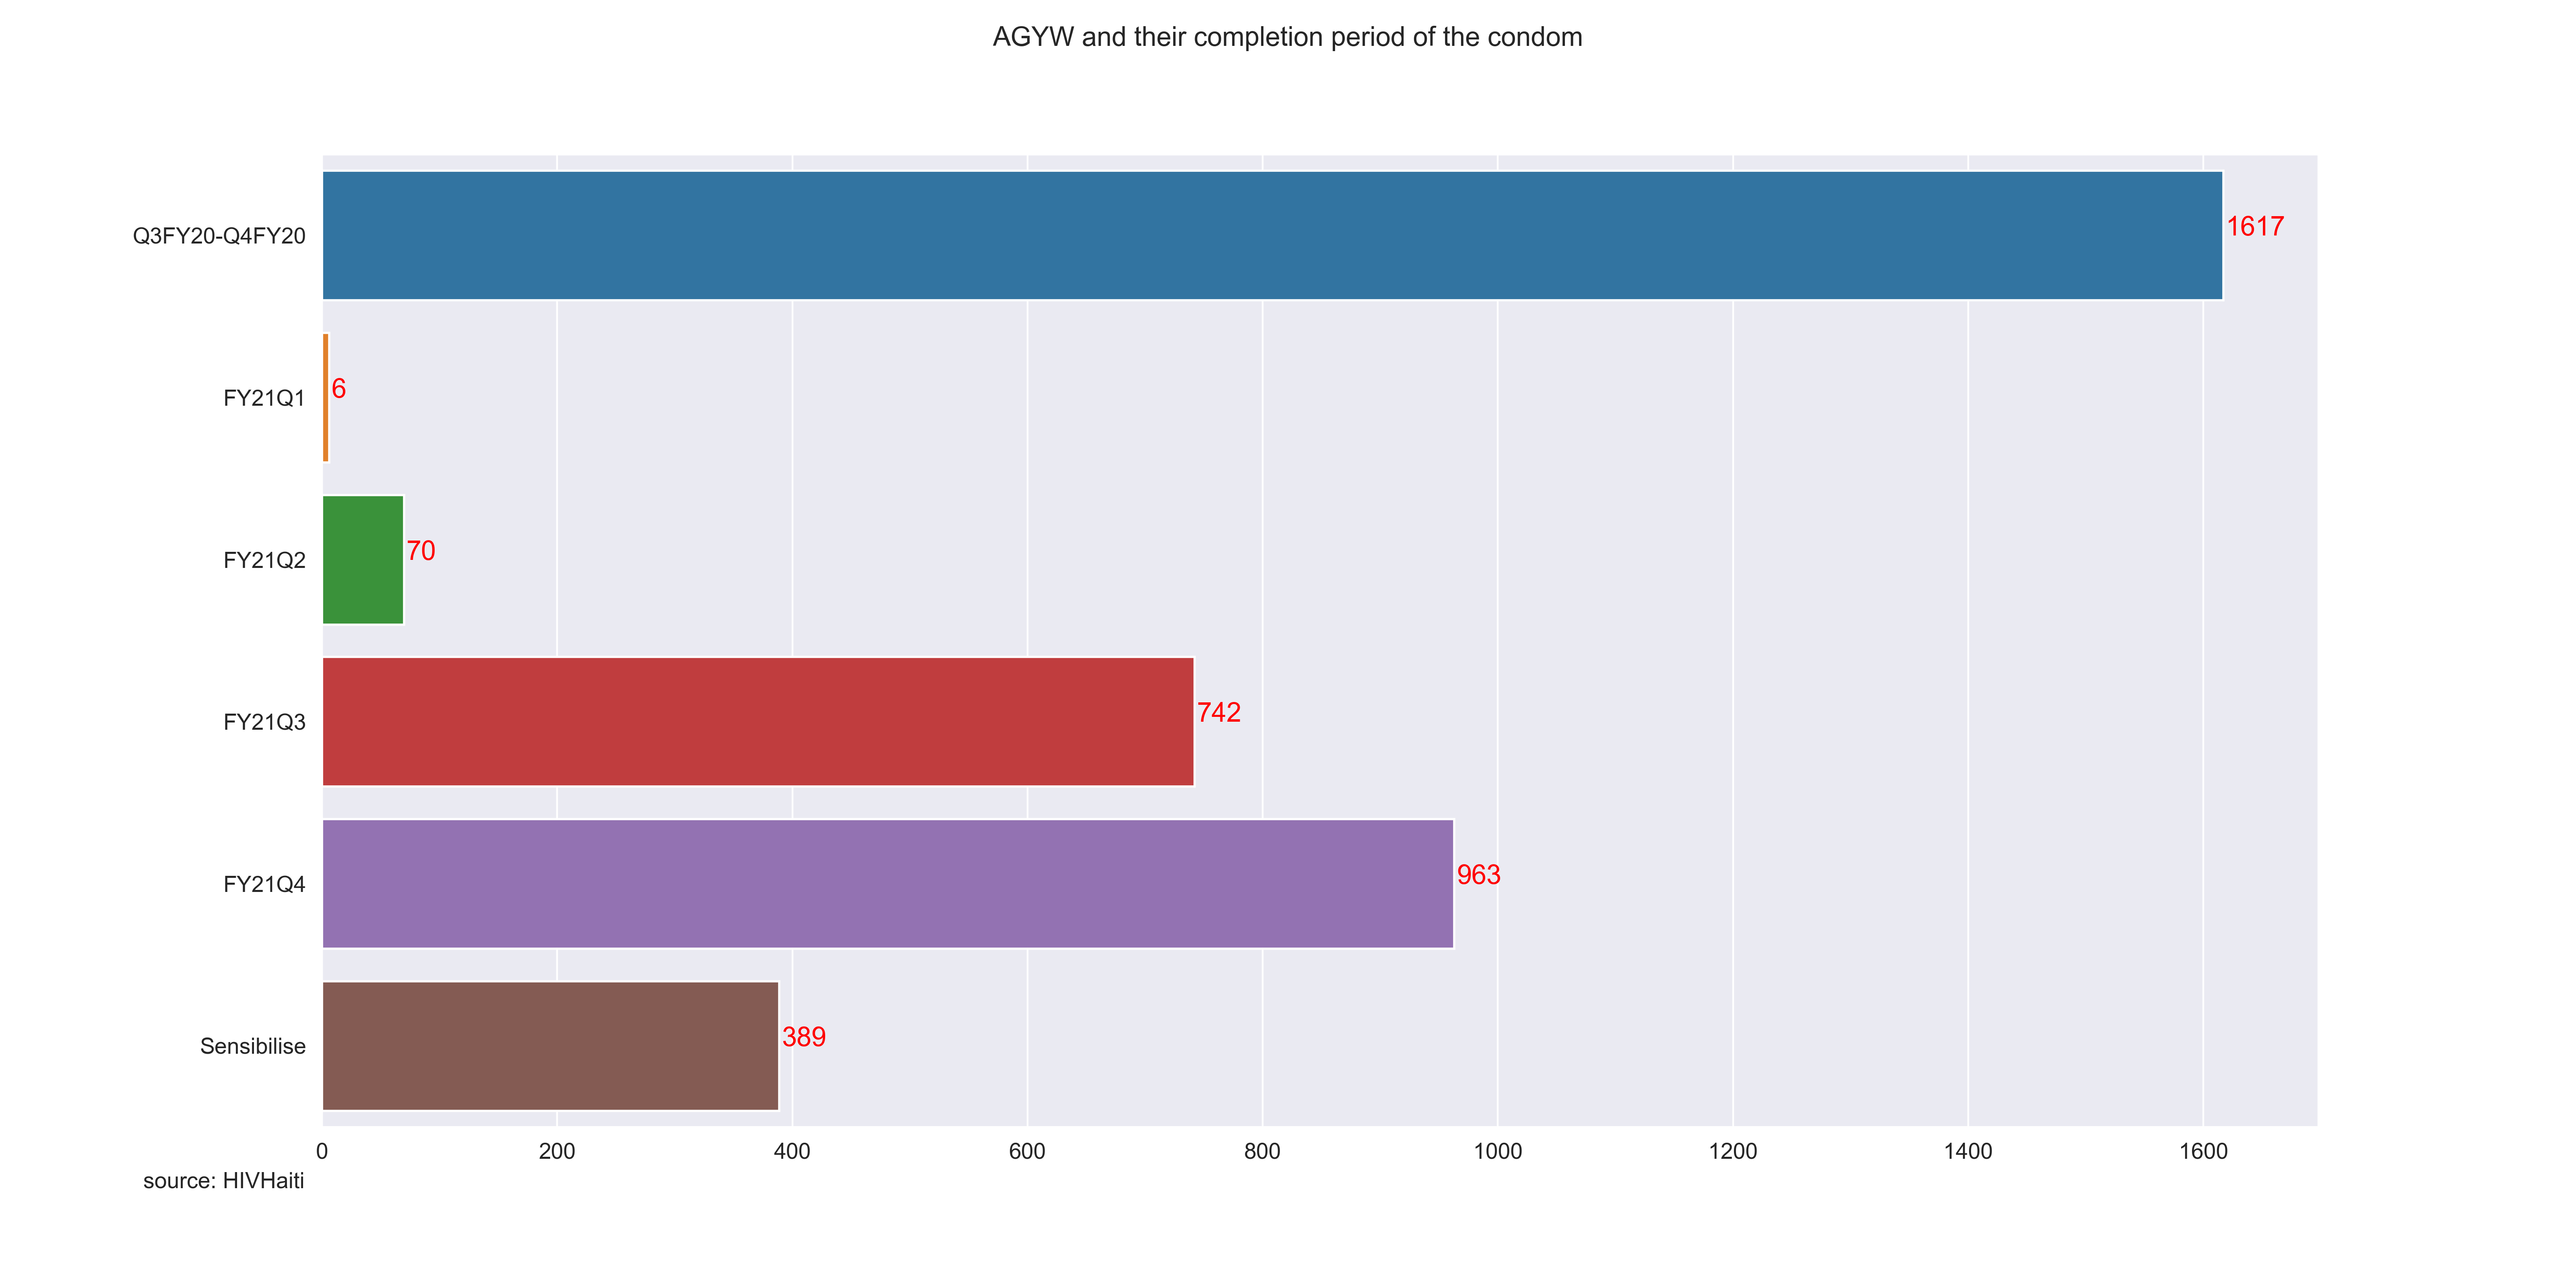 AGYW and their completion period of the condom
Q3FY20-Q4FY20
1617
FY21Q1
6
FY21Q2
70
FY21Q3
742
FY21Q4
963
Sensibilise
389
0 200 400 600 800 1000 1200 1400 1600
source: HIVHaiti